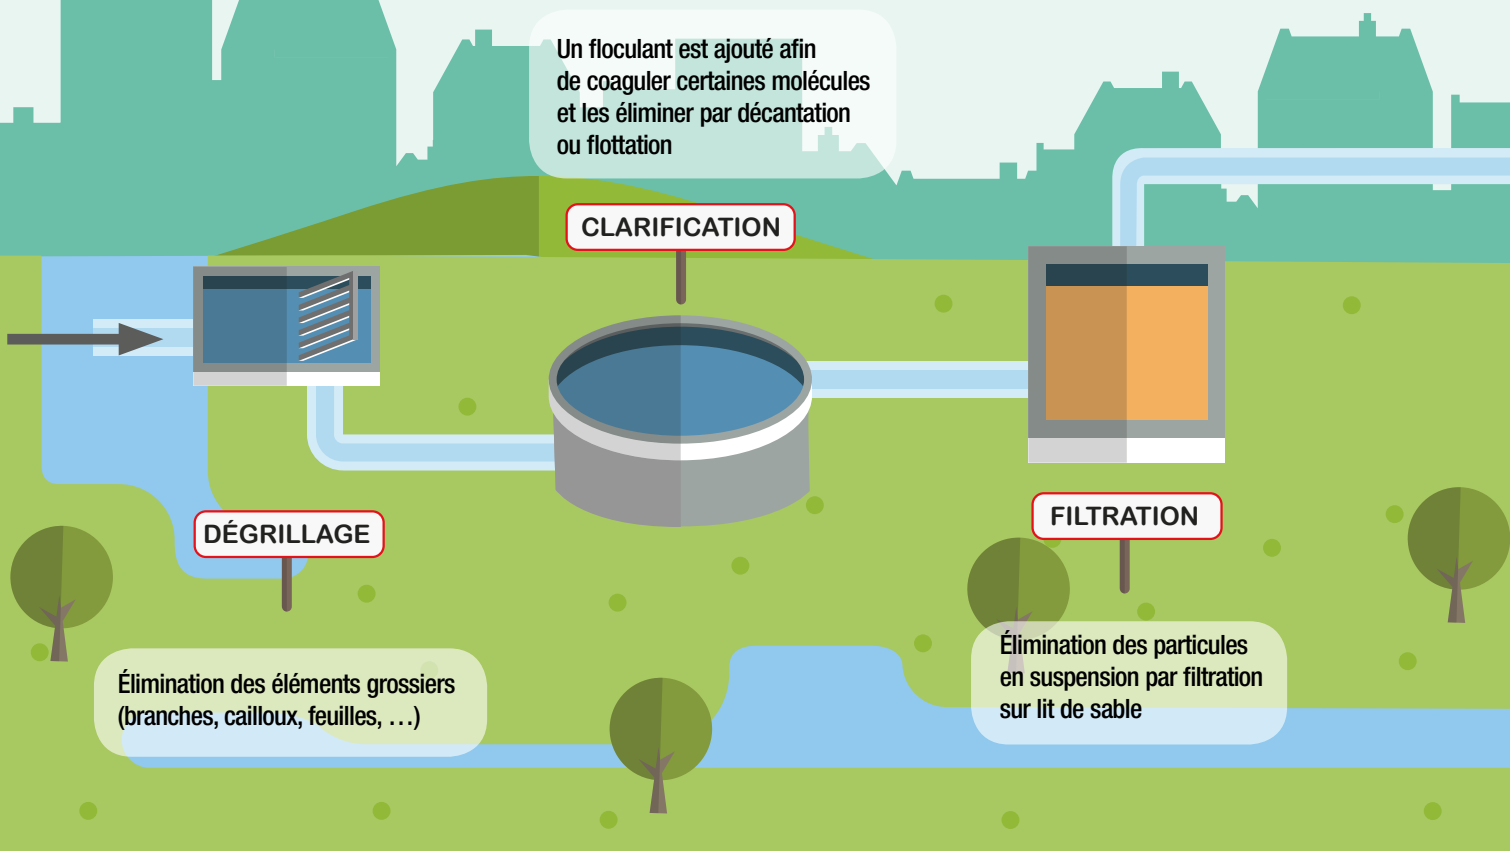 Un floculant est ajouté afin
de coaguler certaines molécules
et les éliminer par décantation
ou flottation
CLARIFICATION
DÉGRILLAGE
Élimination des éléments grossiers
(branches, cailloux, feuilles, …)
FILTRATION
Élimination des particules
en suspension par filtration
sur lit de sable